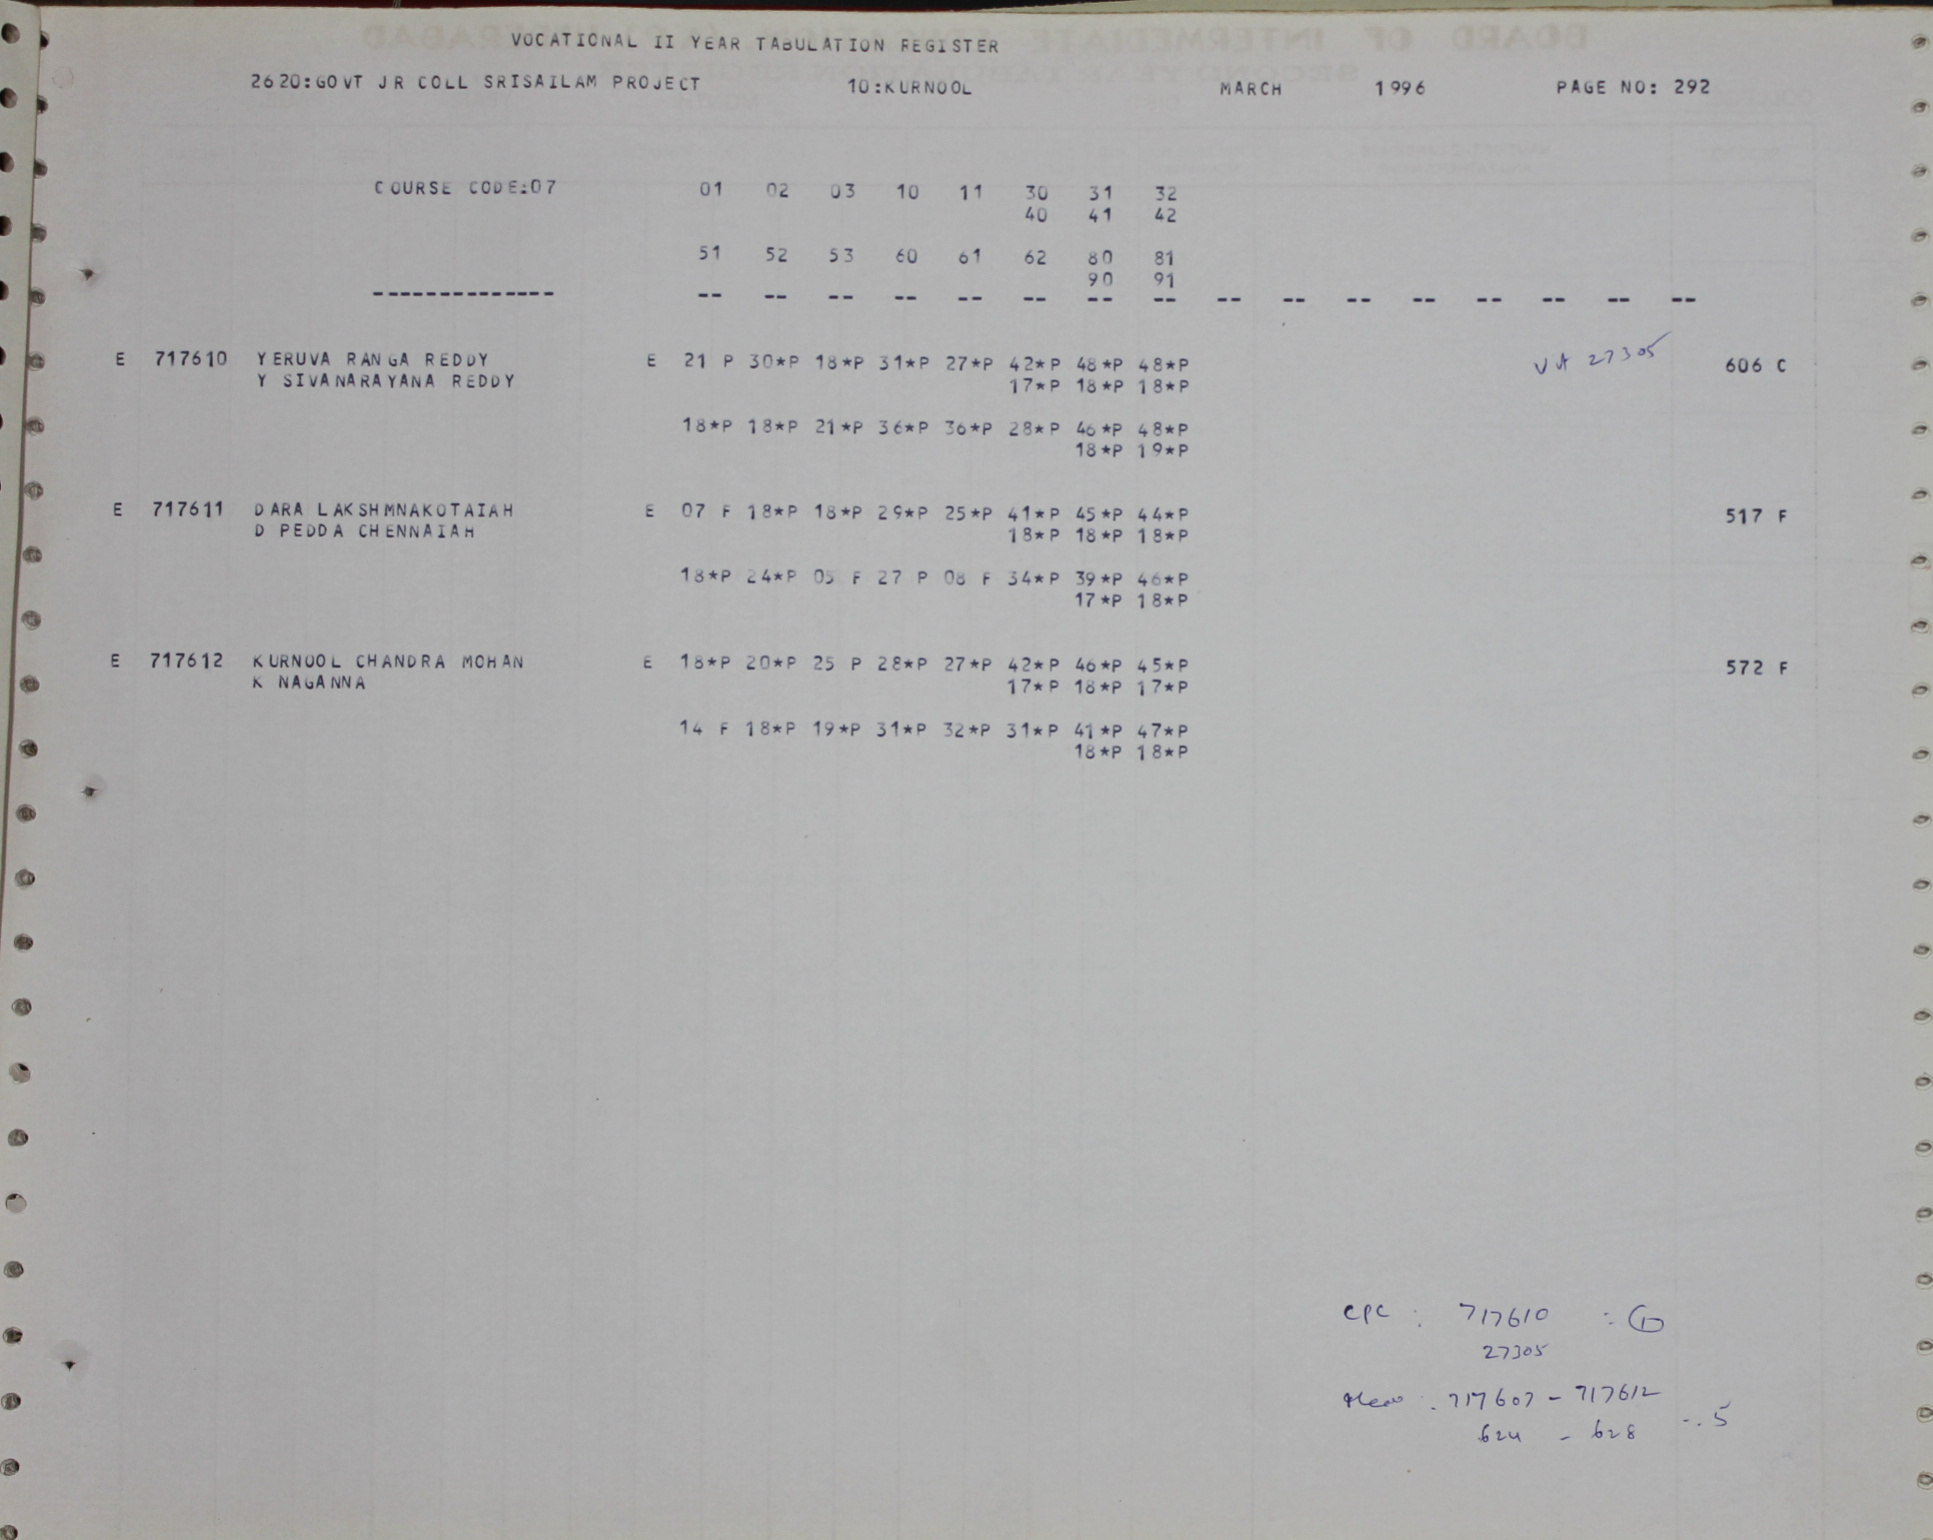 VOCATIONAL II YEAR TABULATION REGISTER
2620:GOVT JR COLL SRISAILAM PROJECT 10:KURNOOL MARCH 1996 PAGE NO: 292
COURSE CODE:07 01 02 03 10 11 30 31 32
40 41 42
51 52 53 60 61 62 80 81
90 91
-------------- -- -- -- -- -- -- -- -- -- -- -- -- -- -- -- --
E 717610 YERUVA RANGA REDDY E 21 P 30*P 18*P 31*P 27*P 42*P 48*P 48*P 27305 606 C
Y SIVANARAYANA REDDY 17*P 18*P 18*P
18*P 18*P 21*P 36*P 36*P 28*P 46*P 48*P
18*P 19*P
E 717611 DARA LAKSHMNAKOTAIAH E 07 F 18*P 18*P 29*P 25*P 41*P 45*P 44*P 517 F
D PEDDA CHENNAIAH 18*P 18*P 18*P
18*P 24*P 05 F 27 P 08 F 34*P 39*P 46*P
17*P 18*P
E 717612 KURNOOL CHANDRA MOHAN E 18*P 20*P 25 P 28*P 27*P 42*P 46*P 45*P 572 F
K NAGANNA 17*P 18*P 17*P
14 F 18*P 19*P 31*P 32*P 31*P 41*P 47*P
18*P 18*P
CPC : 717610 : 1
27305
717607 - 717612
624 - 628 -. 5